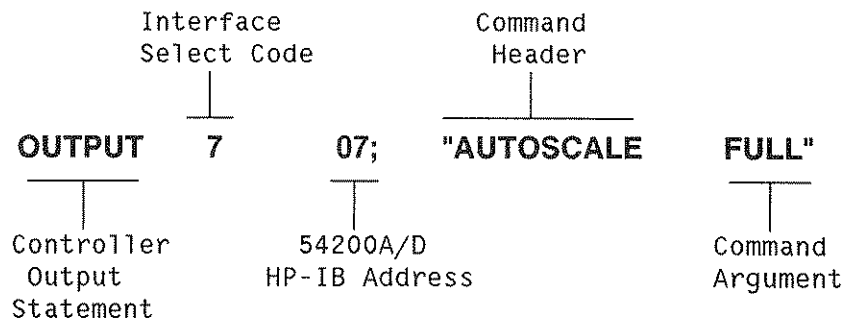 Interface Command
Select Code Header
OUTPUT 7 07; "AUTOSCALE FULL"
Controller 54200A/D Command
Output HP-IB Address Argument
Statement